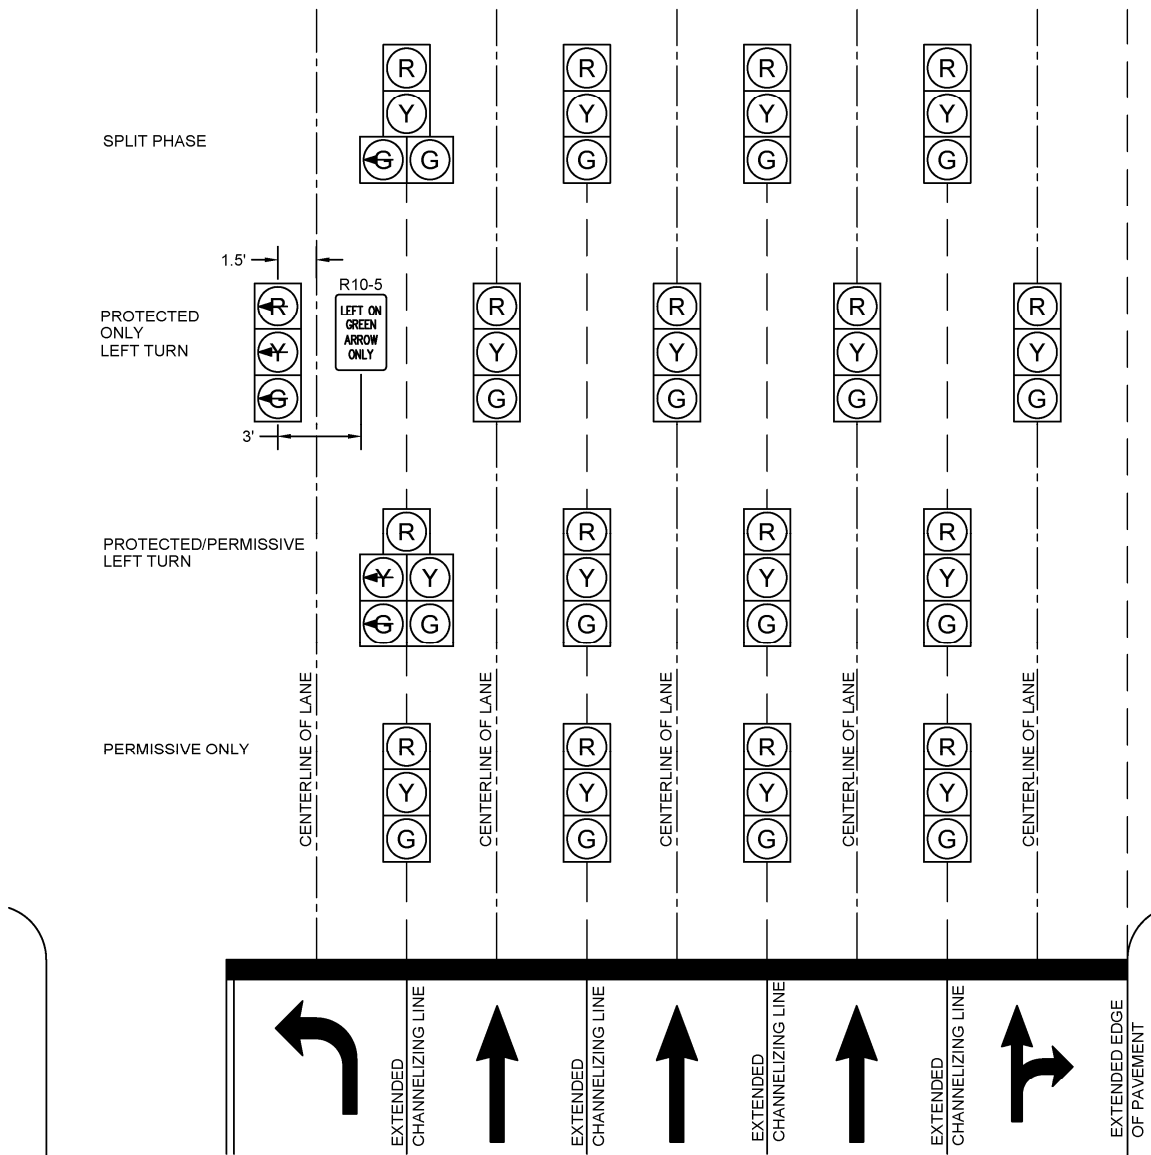 R R R R
Y Y Y Y
SPLIT PHASE
G G G G G
1.5'
R10-5
R R R R R
LEFT ON
GREEN
ARROW
ONLY
PROTECTED
ONLY
LEFT TURN
Y Y Y Y Y
G G G G G
3'
R R R R
PROTECTED/PERMISSIVE
LEFT TURN
Y Y Y Y Y
G G G G G
PERMISSIVE ONLY
R R R R
Y Y Y Y
G G G G
CENTERLINE OF LANE
CENTERLINE OF LANE
CENTERLINE OF LANE
CENTERLINE OF LANE
CENTERLINE OF LANE
EXTENDED
CHANNELIZING LINE
EXTENDED
CHANNELIZING LINE
EXTENDED
CHANNELIZING LINE
EXTENDED
CHANNELIZING LINE
EXTENDED EDGE
OF PAVEMENT